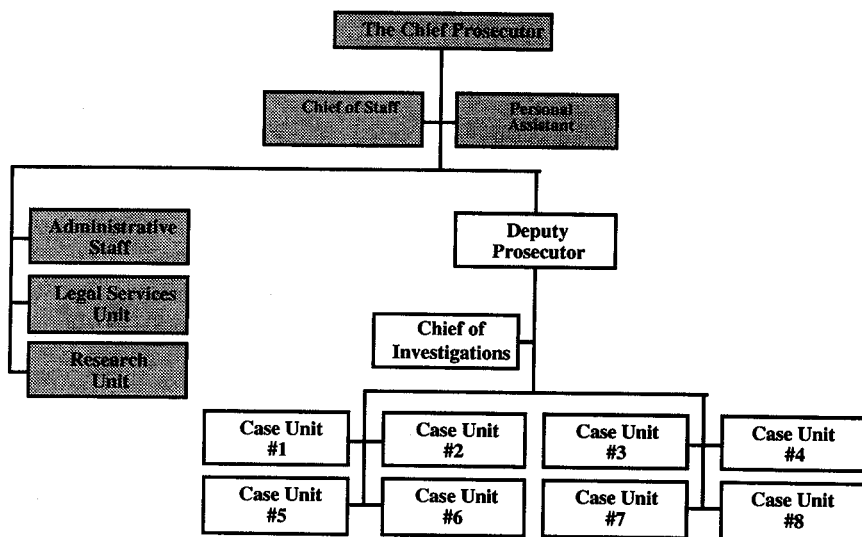 The Chief Prosecutor
Chief of Staff
Personal
Assistant
Administrative
Staff
Legal Services
Unit
Research
Unit
Deputy
Prosecutor
Chief of
Investigations
Case Unit
#1
Case Unit
#2
Case Unit
#3
Case Unit
#4
Case Unit
#5
Case Unit
#6
Case Unit
#7
Case Unit
#8